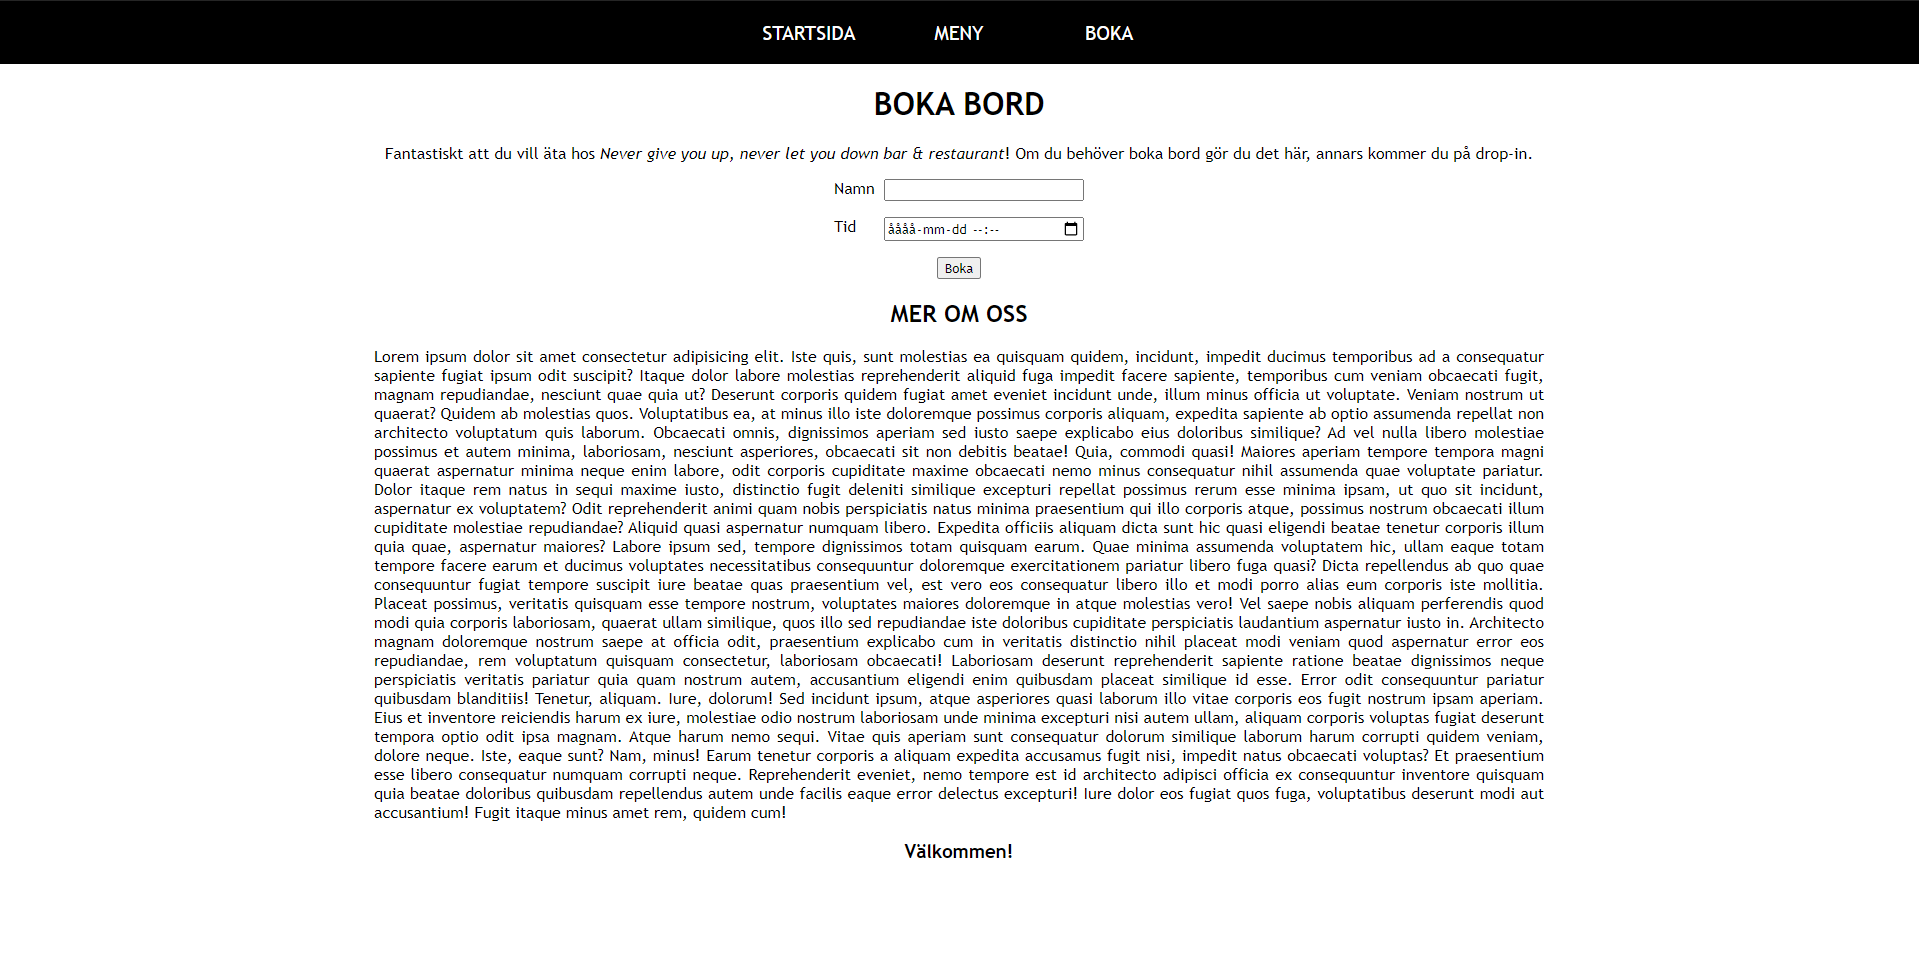 STARTSIDA MENY BOKA
BOKA BORD
Fantastiskt att du vill äta hos Never give you up, never let you down bar & restaurant! Om du behöver boka bord gör du det här, annars kommer du på drop-in.
Namn
Tid åååå-mm-dd --:--
Boka
MER OM OSS
Lorem ipsum dolor sit amet consectetur adipisicing elit. Iste quis, sunt molestias ea quisquam quidem, incidunt, impedit ducimus temporibus ad a consequatur
sapiente fugiat ipsum odit suscipit? Itaque dolor labore molestias reprehenderit aliquid fuga impedit facere sapiente, temporibus cum veniam obcaecati fugit,
magnam repudiandae, nesciunt quae quia ut? Deserunt corporis quidem fugiat amet eveniet incidunt unde, illum minus officia ut voluptate. Veniam nostrum ut
quaerat? Quidem ab molestias quos. Voluptatibus ea, at minus illo iste doloremque possimus corporis aliquam, expedita sapiente ab optio assumenda repellat non
architecto voluptatum quis laborum. Obcaecati omnis, dignissimos aperiam sed iusto saepe explicabo eius doloribus similique? Ad vel nulla libero molestiae
possimus et autem minima, laboriosam, nesciunt asperiores, obcaecati sit non debitis beatae! Quia, commodi quasi! Maiores aperiam tempore tempora magni
quaerat aspernatur minima neque enim labore, odit corporis cupiditate maxime obcaecati nemo minus consequatur nihil assumenda quae voluptate pariatur.
Dolor itaque rem natus in sequi maxime iusto, distinctio fugit deleniti similique excepturi repellat possimus rerum esse minima ipsam, ut quo sit incidunt,
aspernatur ex voluptatem? Odit reprehenderit animi quam nobis perspiciatis natus minima praesentium qui illo corporis atque, possimus nostrum obcaecati illum
cupiditate molestiae repudiandae? Aliquid quasi aspernatur numquam libero. Expedita officiis aliquam dicta sunt hic quasi eligendi beatae tenetur corporis illum
quia quae, aspernatur maiores? Labore ipsum sed, tempore dignissimos totam quisquam earum. Quae minima assumenda voluptatem hic, ullam eaque totam
tempore facere earum et ducimus voluptates necessitatibus consequuntur doloremque exercitationem pariatur libero fuga quasi? Dicta repellendus ab quo quae
consequuntur fugiat tempore suscipit iure beatae quas praesentium vel, est vero eos consequatur libero illo et modi porro alias eum corporis iste mollitia.
Placeat possimus, veritatis quisquam esse tempore nostrum, voluptates maiores doloremque in atque molestias vero! Vel saepe nobis aliquam perferendis quod
modi quia corporis laboriosam, quaerat ullam similique, quos illo sed repudiandae iste doloribus cupiditate perspiciatis laudantium aspernatur iusto in. Architecto
magnam doloremque nostrum saepe at officia odit, praesentium explicabo cum in veritatis distinctio nihil placeat modi veniam quod aspernatur error eos
repudiandae, rem voluptatum quisquam consectetur, laboriosam obcaecati! Laboriosam deserunt reprehenderit sapiente ratione beatae dignissimos neque
perspiciatis veritatis pariatur quia quam nostrum autem, accusantium eligendi enim quibusdam placeat similique id esse. Error odit consequuntur pariatur
quibusdam blanditiis! Tenetur, aliquam. Iure, dolorum! Sed incidunt ipsum, atque asperiores quasi laborum illo vitae corporis eos fugit nostrum ipsam aperiam.
Eius et inventore reiciendis harum ex iure, molestiae odio nostrum laboriosam unde minima excepturi nisi autem ullam, aliquam corporis voluptas fugiat deserunt
tempora optio odit ipsa magnam. Atque harum nemo sequi. Vitae quis aperiam sunt consequatur dolorum similique laborum harum corrupti quidem veniam,
dolore neque. Iste, eaque sunt? Nam, minus! Earum tenetur corporis a aliquam expedita accusamus fugit nisi, impedit natus obcaecati voluptas? Et praesentium
esse libero consequatur numquam corrupti neque. Reprehenderit eveniet, nemo tempore est id architecto adipisci officia ex consequuntur inventore quisquam
quia beatae doloribus quibusdam repellendus autem unde facilis eaque error delectus excepturi! Iure dolor eos fugiat quos fuga, voluptatibus deserunt modi aut
accusantium! Fugit itaque minus amet rem, quidem cum!
Välkommen!